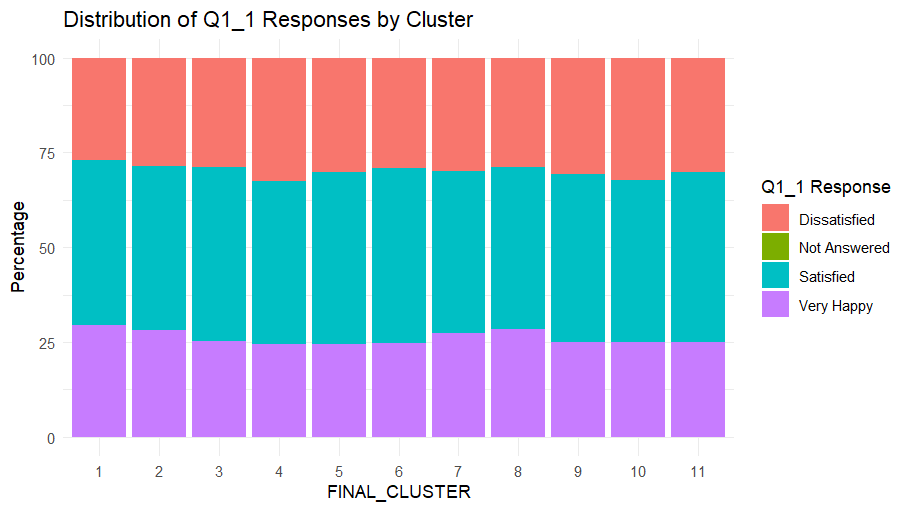 Distribution of Q1_1 Responses by Cluster
Percentage
100
75
50
25
0
1 2 3 4 5 6 7 8 9 10 11
FINAL_CLUSTER
Q1_1 Response
Dissatisfied
Not Answered
Satisfied
Very Happy